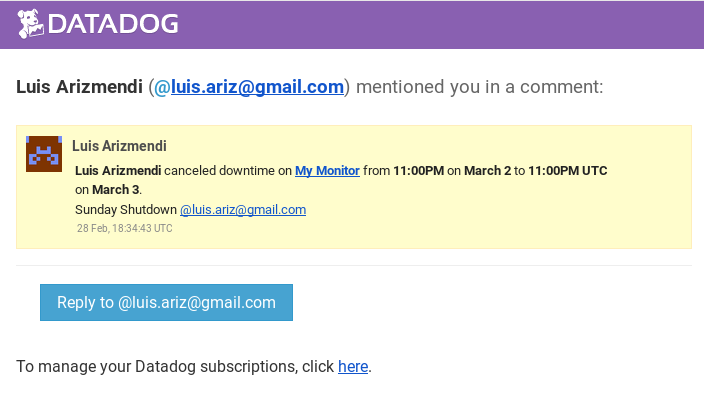 DATADOG
Luis Arizmendi (@luis.ariz@gmail.com) mentioned you in a comment:
Luis Arizmendi
Luis Arizmendi canceled downtime on My Monitor from 11:00PM on March 2 to 11:00PM UTC
on March 3.
Sunday Shutdown @luis.ariz@gmail.com
28 Feb, 18:34:43 UTC
Reply to @luis.ariz@gmail.com
To manage your Datadog subscriptions, click here.